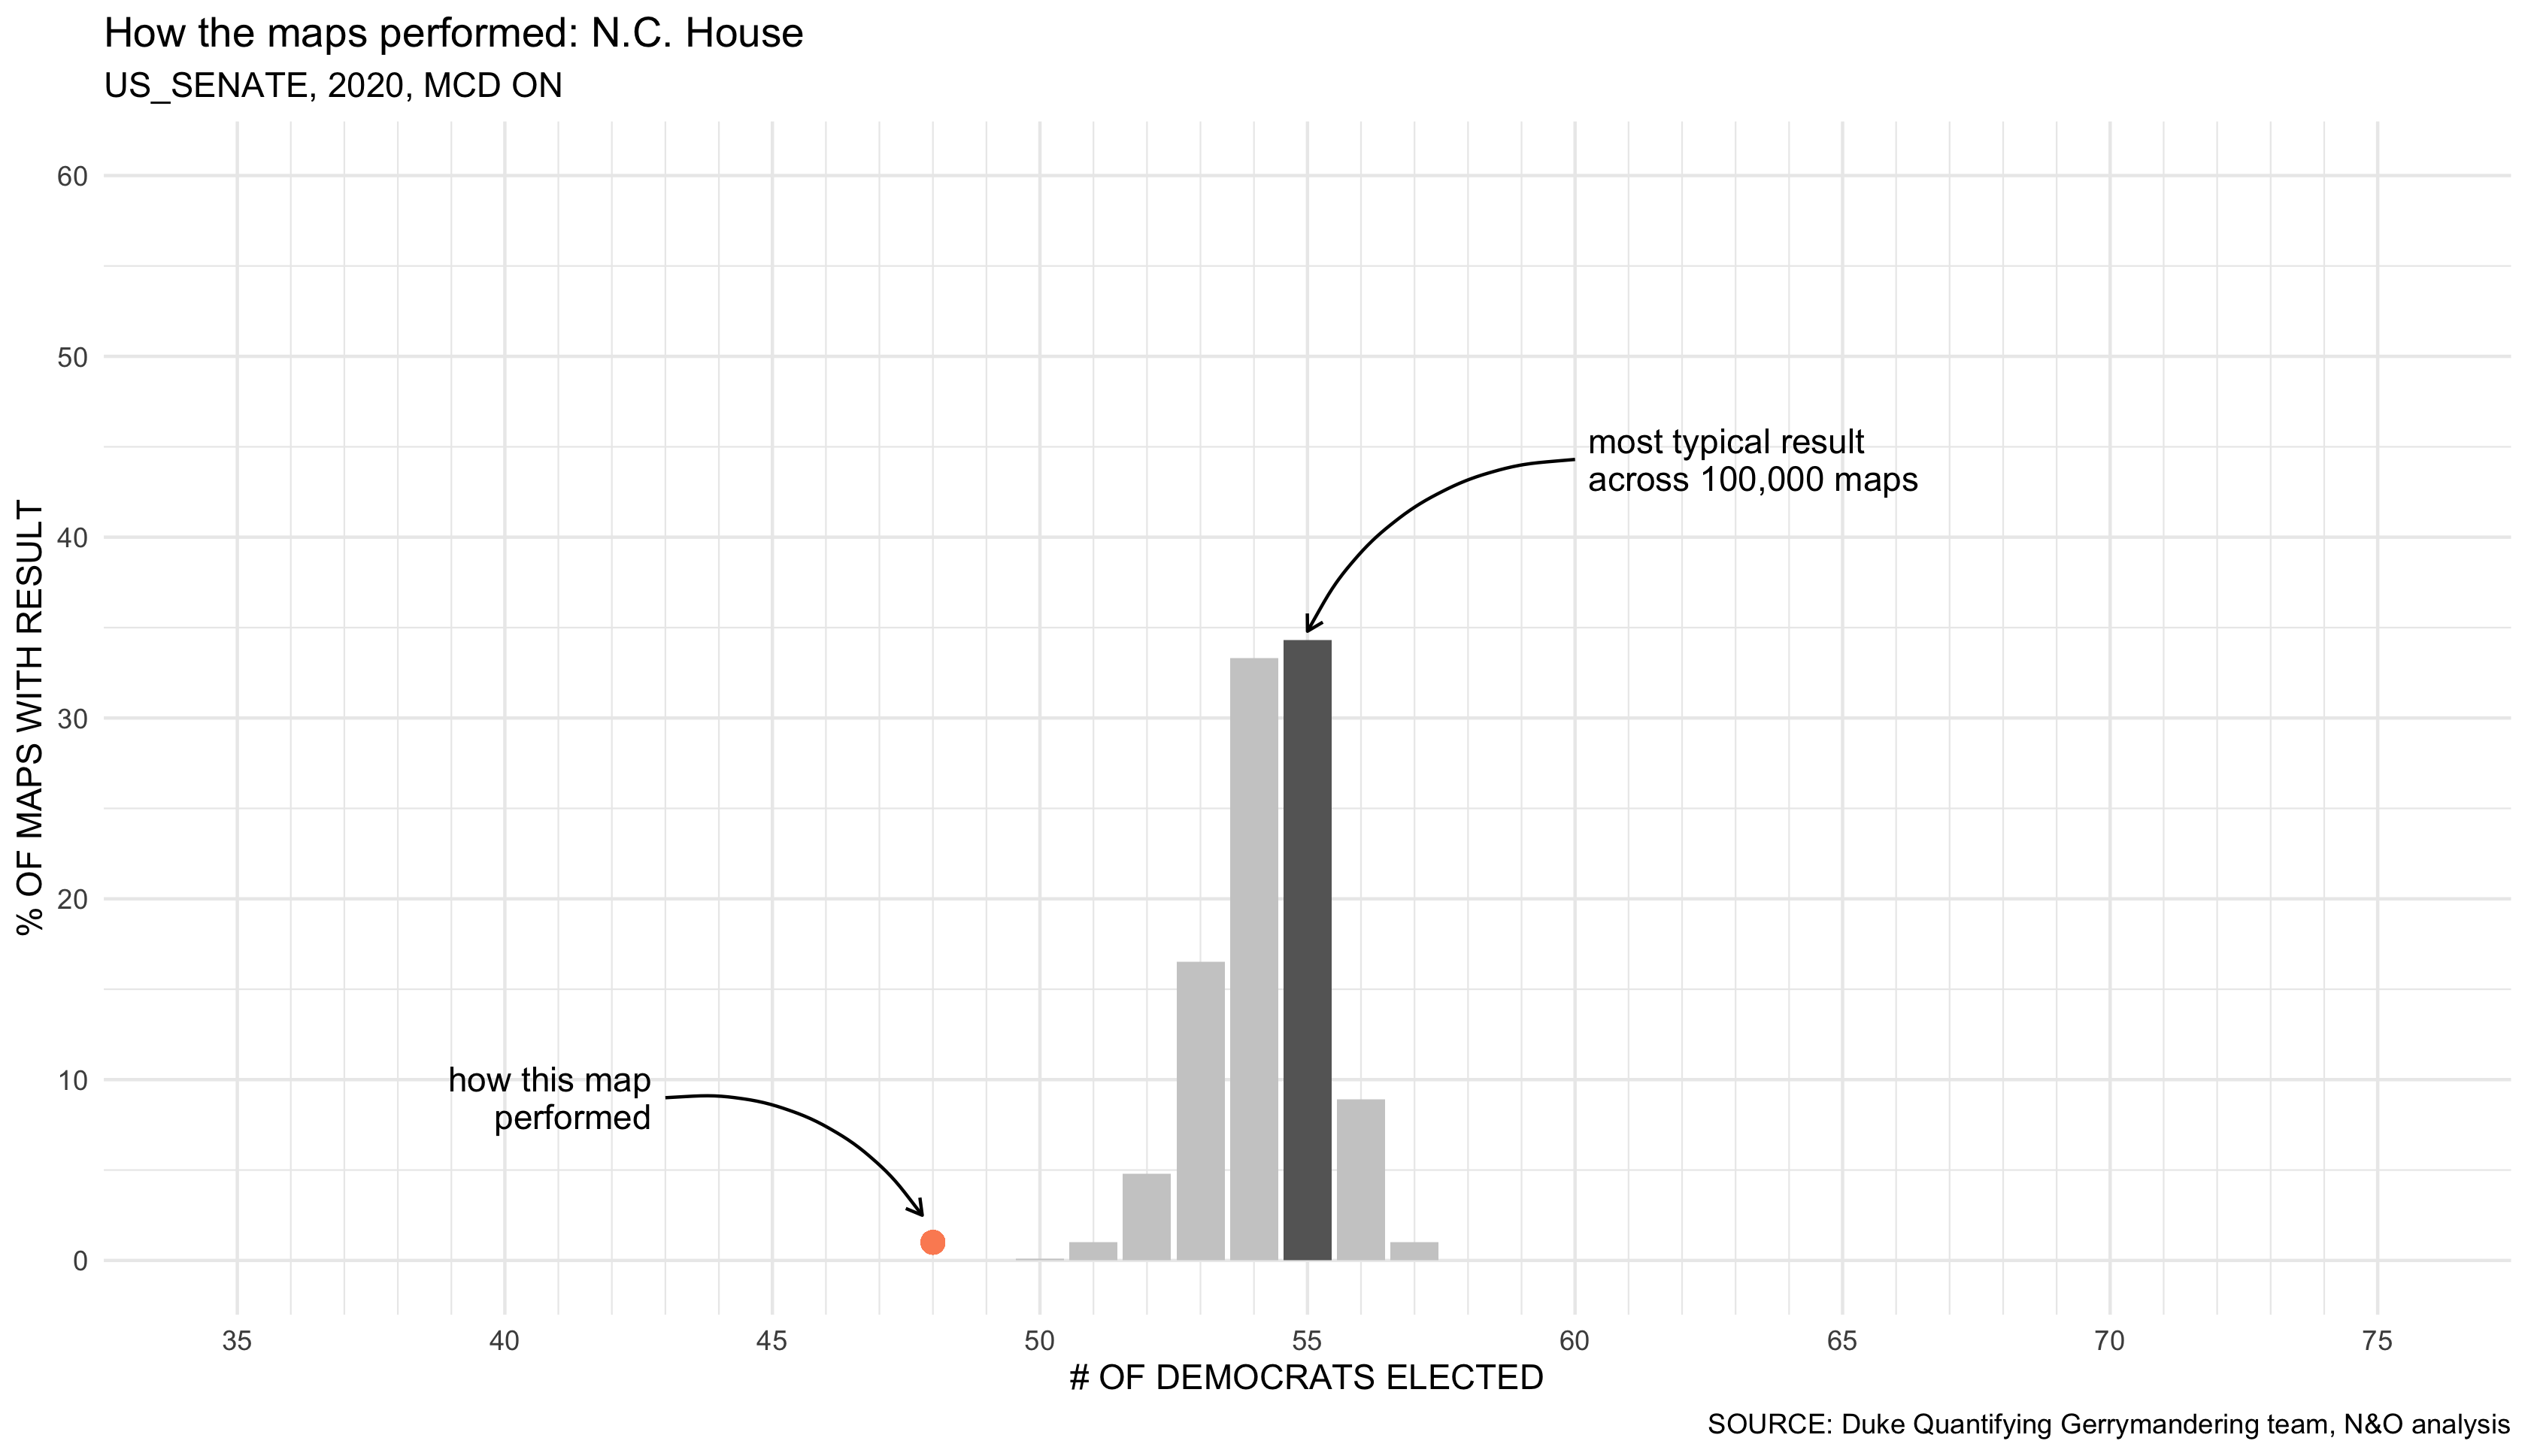 How the maps performed: N.C. House
US_SENATE, 2020, MCD ON
% OF MAPS WITH RESULT
60
50
40
30
20
10
0
most typical result
across 100,000 maps
how this map
performed
35 40 45 50 55 60 65 70 75
# OF DEMOCRATS ELECTED
SOURCE: Duke Quantifying Gerrymandering team, N&O analysis